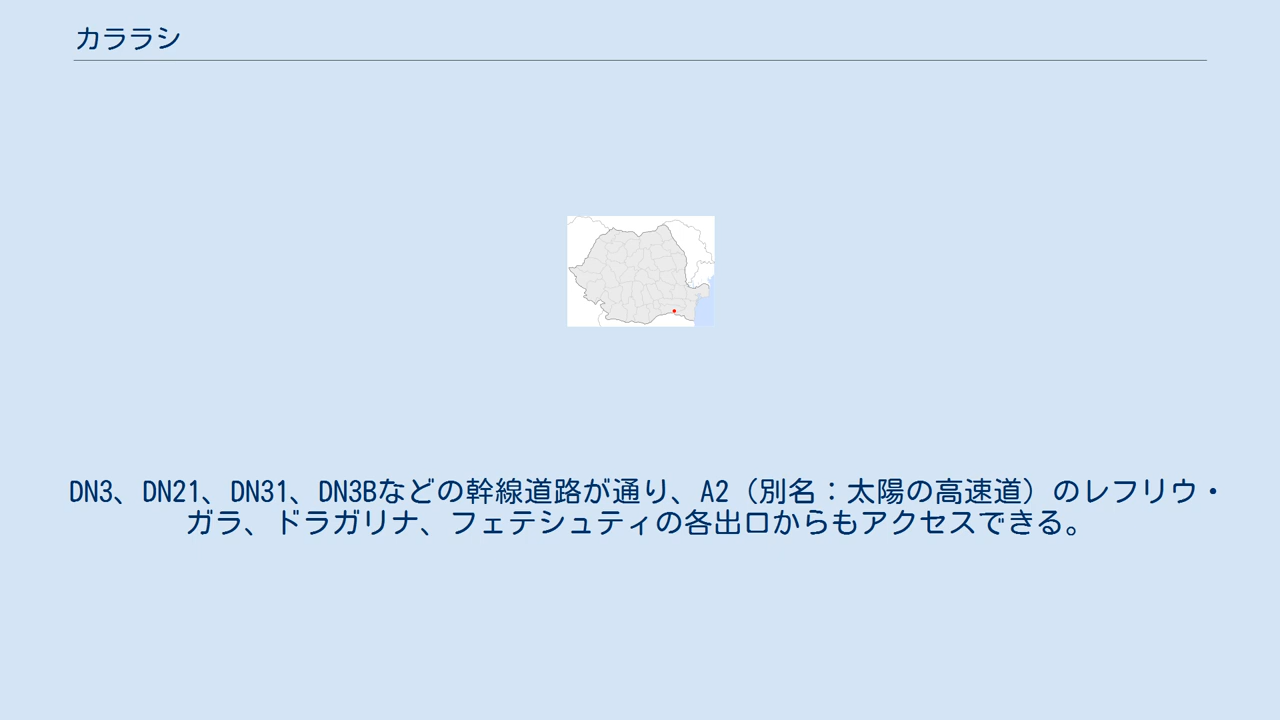 カララシ
DN3、DN21、DN31、DN3Bなどの幹線道路が通り、A2（別名：太陽の高速道）のレフリウ・
ガラ、ドラガリナ、フェテシュティの各出口からもアクセスできる。